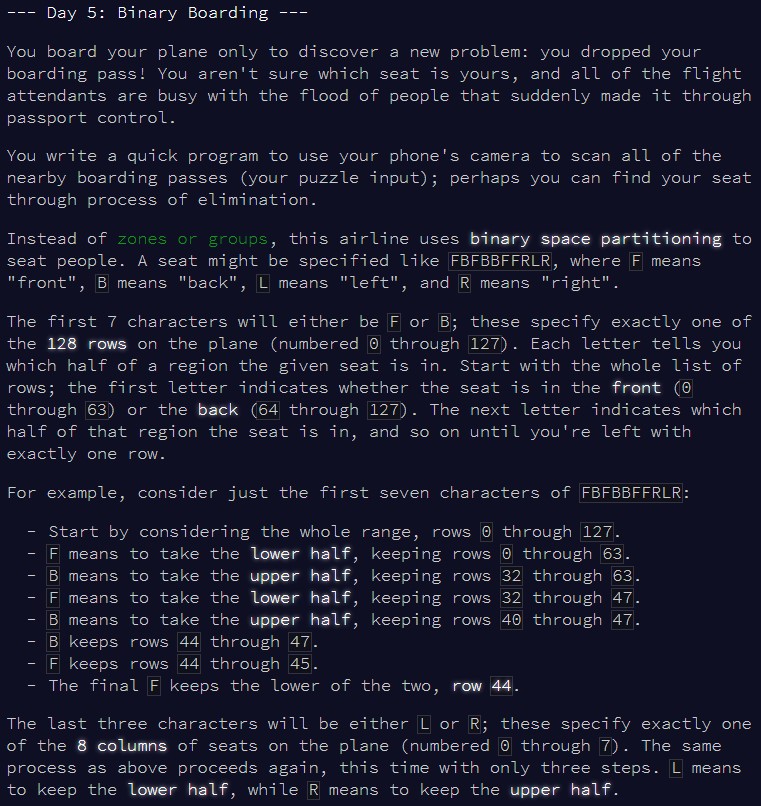 --- Day 5: Binary Boarding ---
You board your plane only to discover a new problem: you dropped your
boarding pass! You aren't sure which seat is yours, and all of the flight
attendants are busy with the flood of people that suddenly made it through
passport control.
You write a quick program to use your phone's camera to scan all of the
nearby boarding passes (your puzzle input); perhaps you can find your seat
through process of elimination.
Instead of zones or groups, this airline uses binary space partitioning to
seat people. A seat might be specified like FBFBBFFRLR, where F means
"front", B means "back", L means "left", and R means "right".
The first 7 characters will either be F or B; these specify exactly one of
the 128 rows on the plane (numbered 0 through 127). Each letter tells you
which half of a region the given seat is in. Start with the whole list of
rows; the first letter indicates whether the seat is in the front (0
through 63) or the back (64 through 127). The next letter indicates which
half of that region the seat is in, and so on until you're left with
exactly one row.
For example, consider just the first seven characters of FBFBBFFRLR:
- Start by considering the whole range, rows 0 through 127.
- F means to take the lower half, keeping rows 0 through 63.
- B means to take the upper half, keeping rows 32 through 63.
- F means to take the lower half, keeping rows 32 through 47.
- B means to take the upper half, keeping rows 40 through 47.
- B keeps rows 44 through 47.
- F keeps rows 44 through 45.
- The final F keeps the lower of the two, row 44.
The last three characters will be either L or R; these specify exactly one
of the 8 columns of seats on the plane (numbered 0 through 7). The same
process as above proceeds again, this time with only three steps. L means
to keep the lower half, while R means to keep the upper half.